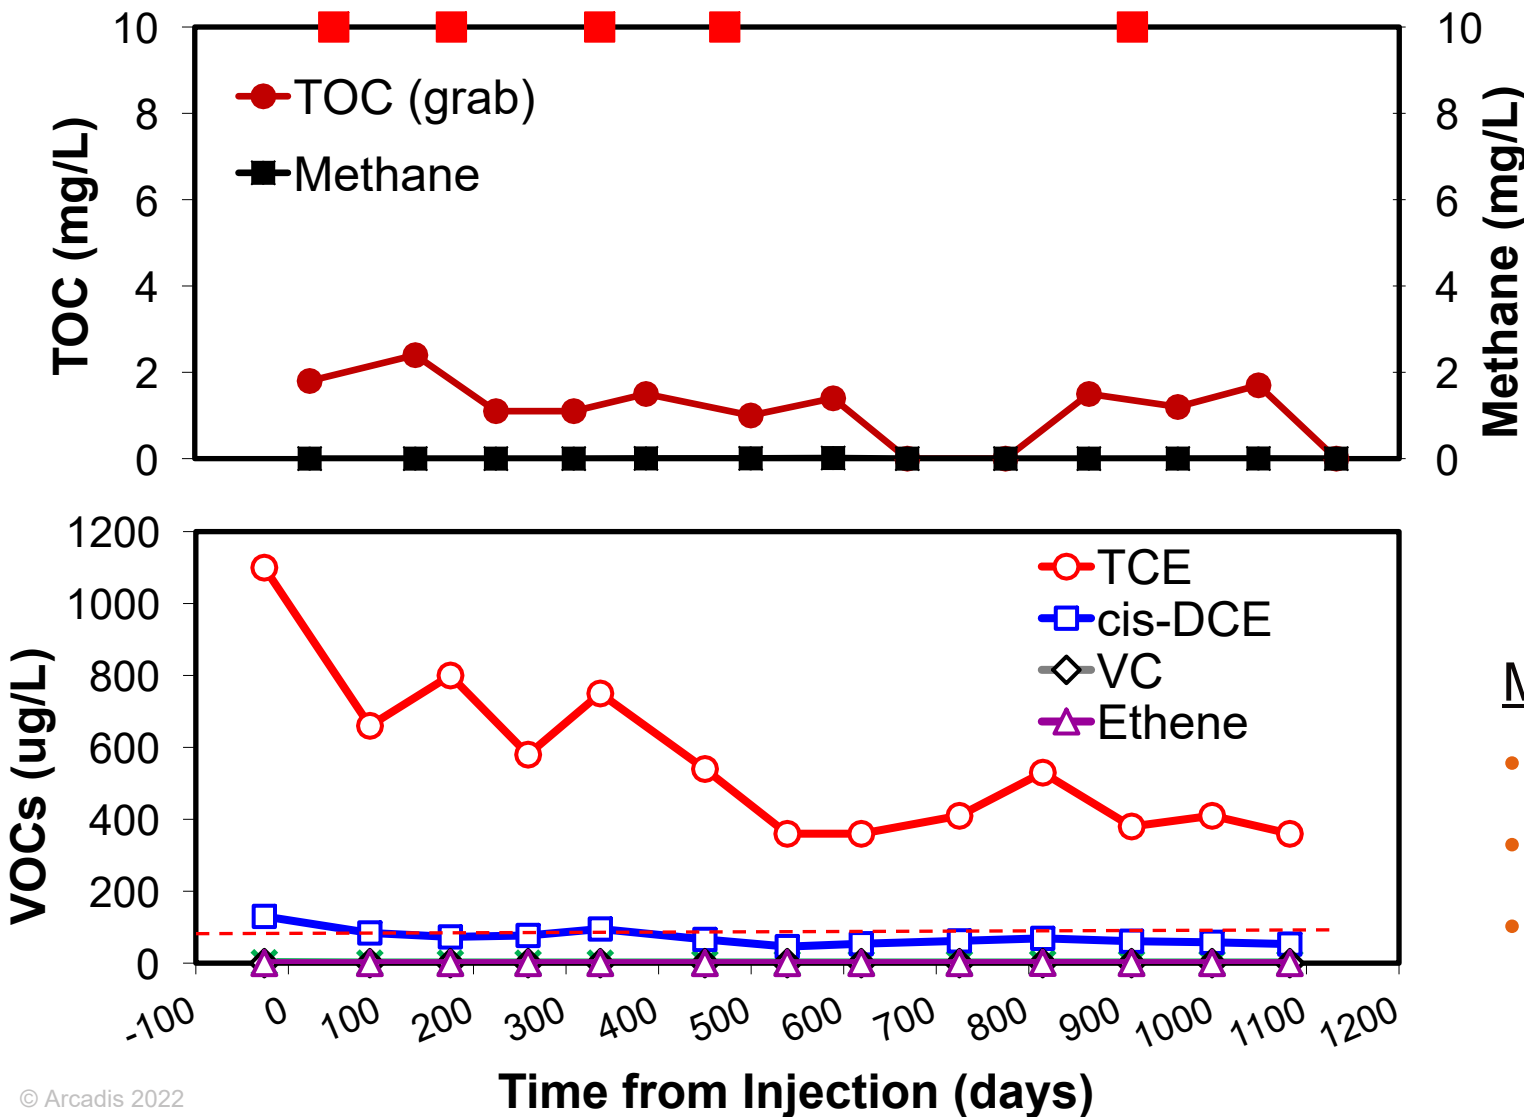 10
8
6
4
2
0
TOC (mg/L)
TOC (grab)
Methane
10
8
6
4
2
0
Methane (mg/L)
1200
1000
800
600
400
200
0
VOCs (ug/L)
TCE
cis-DCE
VC
Ethene
M
-100 0 100 200 300 400 500 600 700 800 900 1000 1100 1200
Time from Injection (days)
© Arcadis 2022